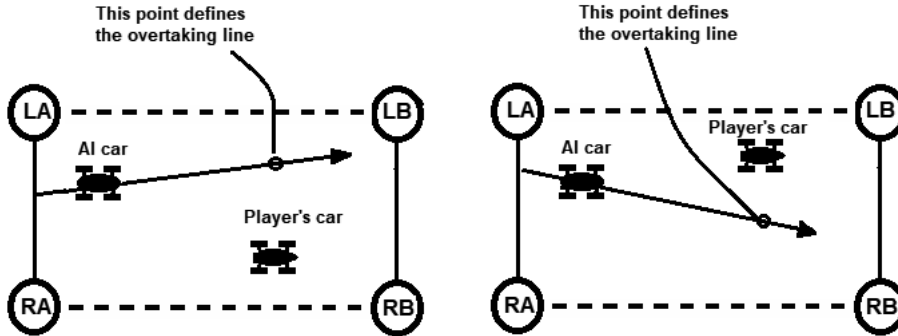 This point defines
the overtaking line
LA
LB
AI car
Player's car
RA
RB
This point defines
the overtaking line
LA
LB
Player's car
AI car
RA
RB